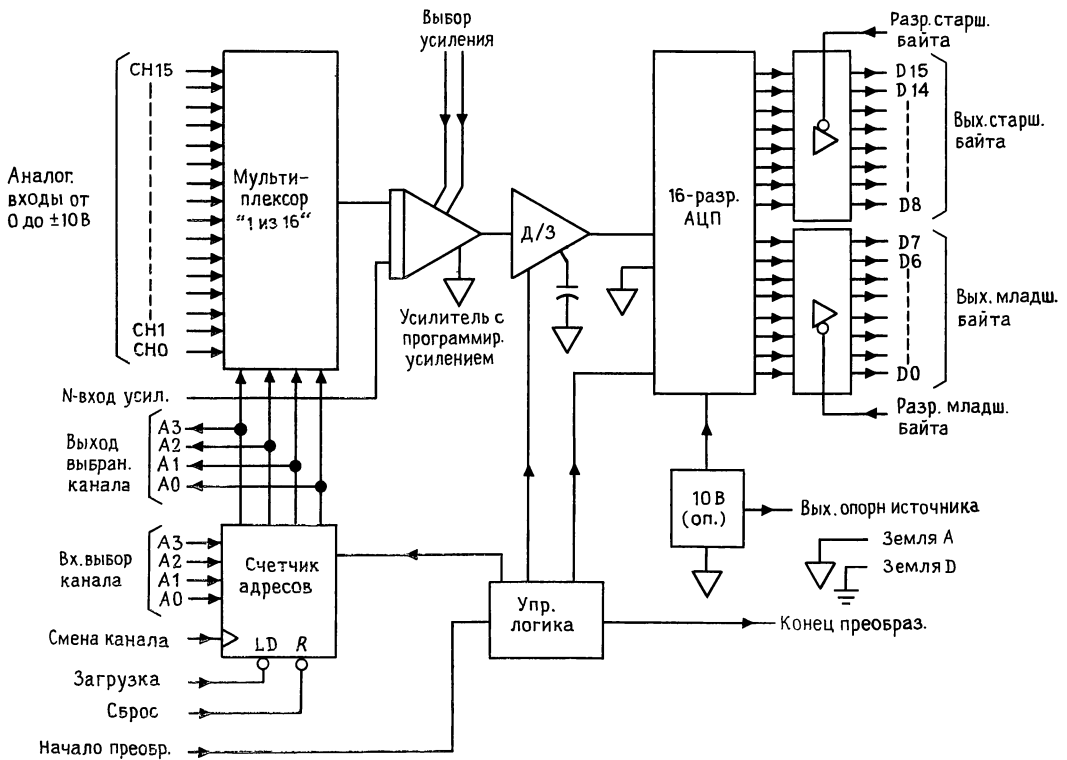 Выбор
усиления
Разр. старш.
байта
CH15
D15
D14
Вых. старш.
байта
Аналог.
входы от
0 до ±10 В
Мульти-
плексор
“1 из 16“
Д/З
16-разр.
АЦП
D8
D7
D6
Вых. младш.
байта
Усилитель с
программир.
усилением
CH1
CH0
D0
N-вход усил.
Разр. младш.
байта
Выход
выбран.
канала
A3
A2
A1
A0
10 В
(оп.)
Вых. опорн источника
Земля A
Земля D
Вх. выбор
канала
A3
A2
A1
A0
Счетчик
адресов
LD R
Упр.
логика
Конец преобраз.
Смена канала
Загрузка
Сброс
Начало преобр.